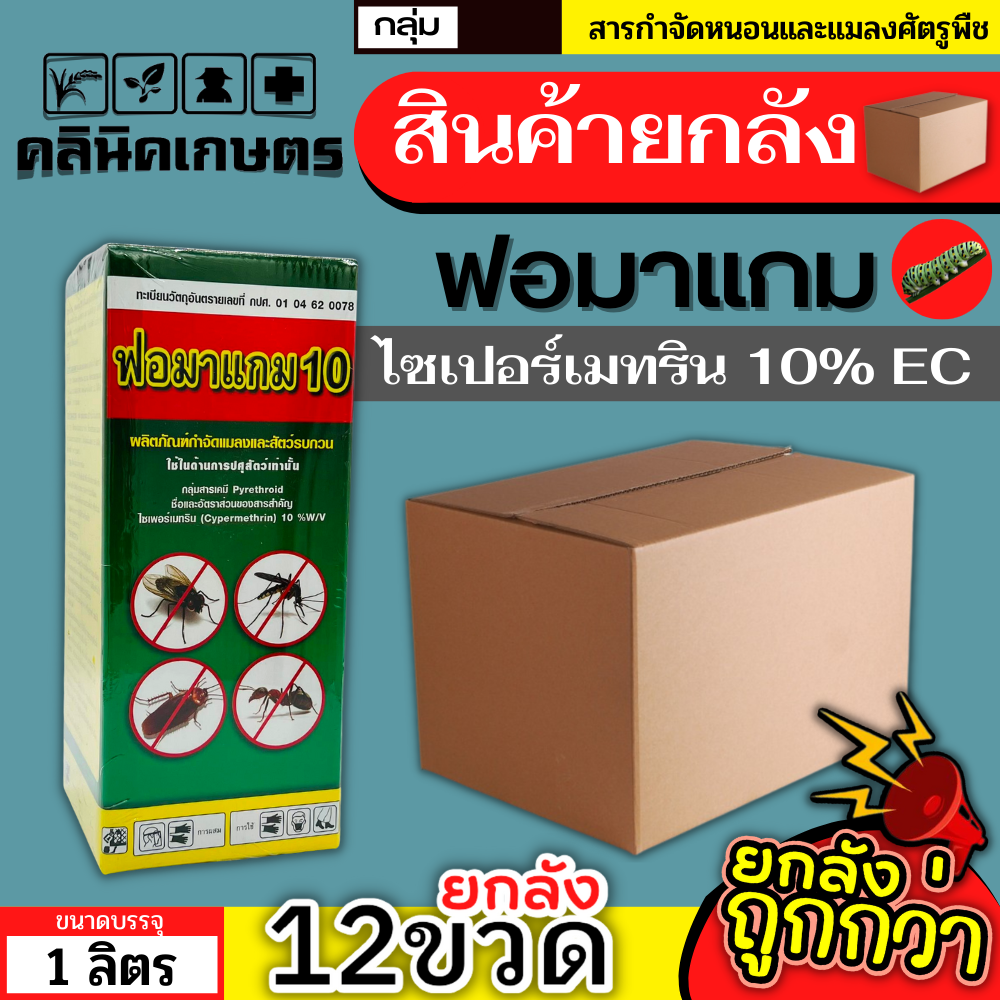 กลุ่ม
สารกำจัดหนอนและแมลงศัตรูพืช
คลินิคเกษตร
สินค้ายกลัง
ฟอมาแกม
ไซเปอร์เมทริน 10% EC
ทะเบียนวัตถุอันตรายเลขที่ กปศ. 01 04 62 0078
ฟอมาแกม10
ผลิตภัณฑ์กำจัดแมลงและสัตว์รบกวน
ใช้ในด้านการปศุสัตว์เท่านั้น
กลุ่มสารเคมี Pyrethroid
ชื่อและอัตราส่วนของสารสำคัญ
ไซเพอร์เมทริน (Cypermethrin) 10 %W/V
การผสม
การใช้
ขนาดบรรจุ
1 ลิตร
ยกลัง
12ขวด
ยกลัง
ถูกกว่า